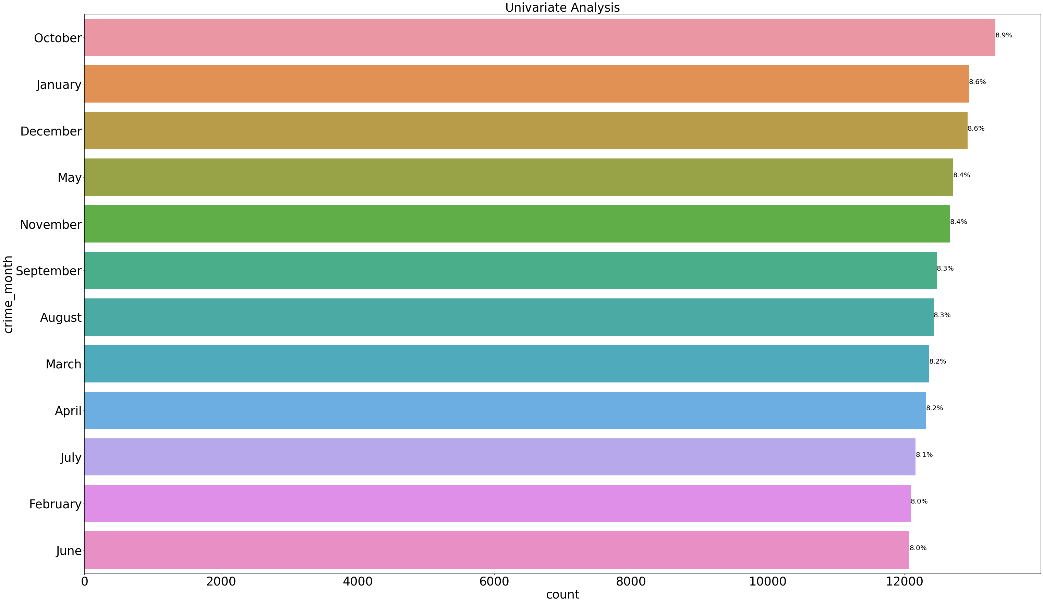 Univariate Analysis
October 8.9%
January 8.6%
December 8.6%
May 8.4%
November 8.4%
September 8.3%
August 8.3%
March 8.2%
April 8.2%
July 8.1%
February 8.0%
June 8.0%
crime_month
0 2000 4000 6000 8000 10000 12000
count